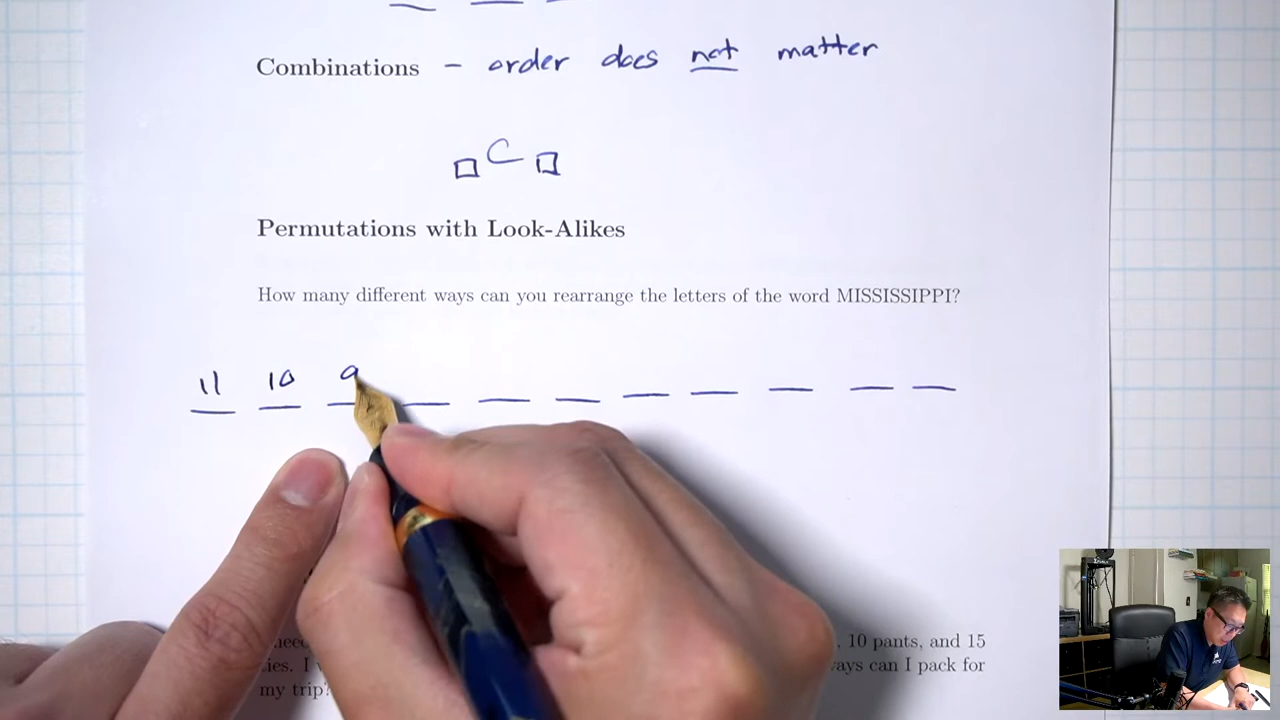 Combinations - order does not matter
□ C □
Permutations with Look-Alikes
How many different ways can you rearrange the letters of the word MISSISSIPPI?
11 10 9
, 10 pants, and 15
my trip?
can I pack for